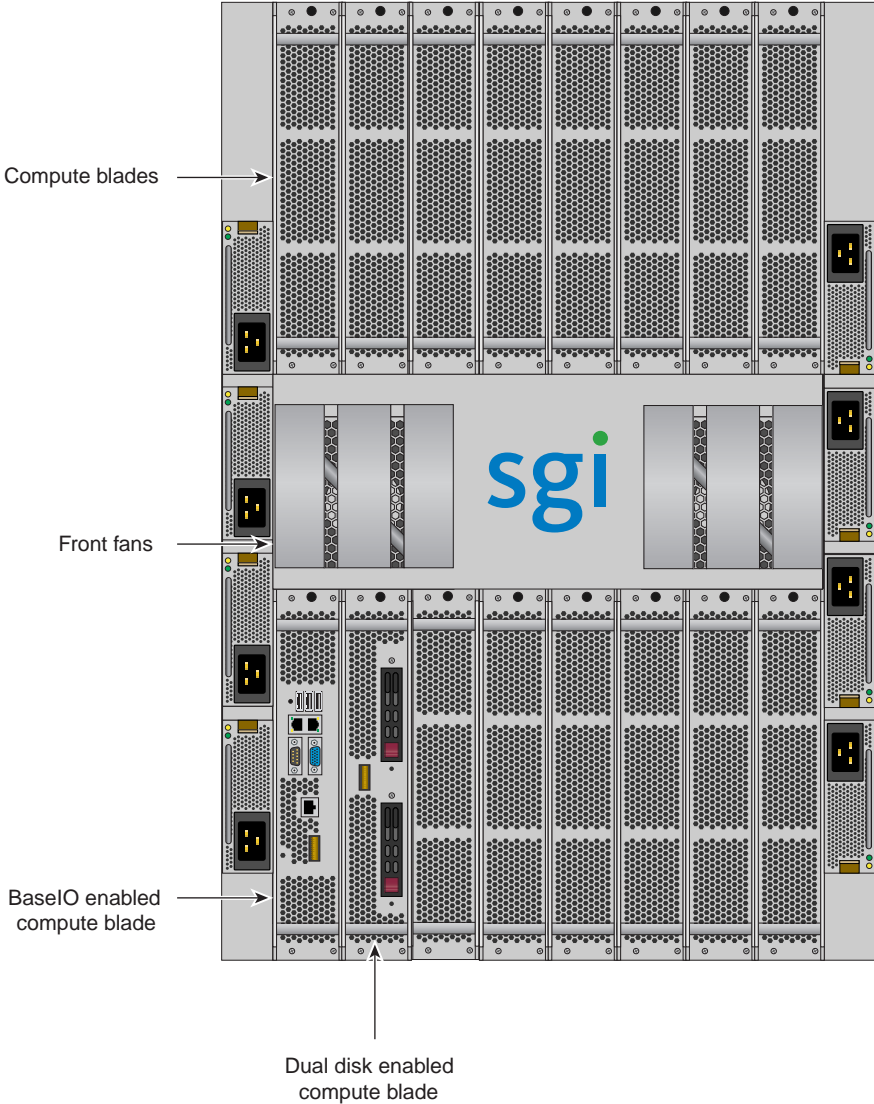 Compute blades
sgi
Front fans
BaseIO enabled
compute blade
Dual disk enabled
compute blade